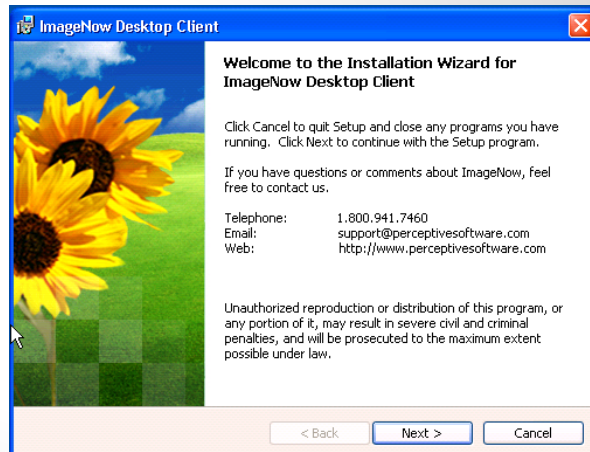 ImageNow Desktop Client
Welcome to the Installation Wizard for
ImageNow Desktop Client
Click Cancel to quit Setup and close any programs you have
running. Click Next to continue with the Setup program.
If you have questions or comments about ImageNow, feel
free to contact us.
Telephone: 1.800.941.7460
Email: support@perceptivesoftware.com
Web: http://www.perceptivesoftware.com
Unauthorized reproduction or distribution of this program, or
any portion of it, may result in severe civil and criminal
penalties, and will be prosecuted to the maximum extent
possible under law.
< Back Next > Cancel